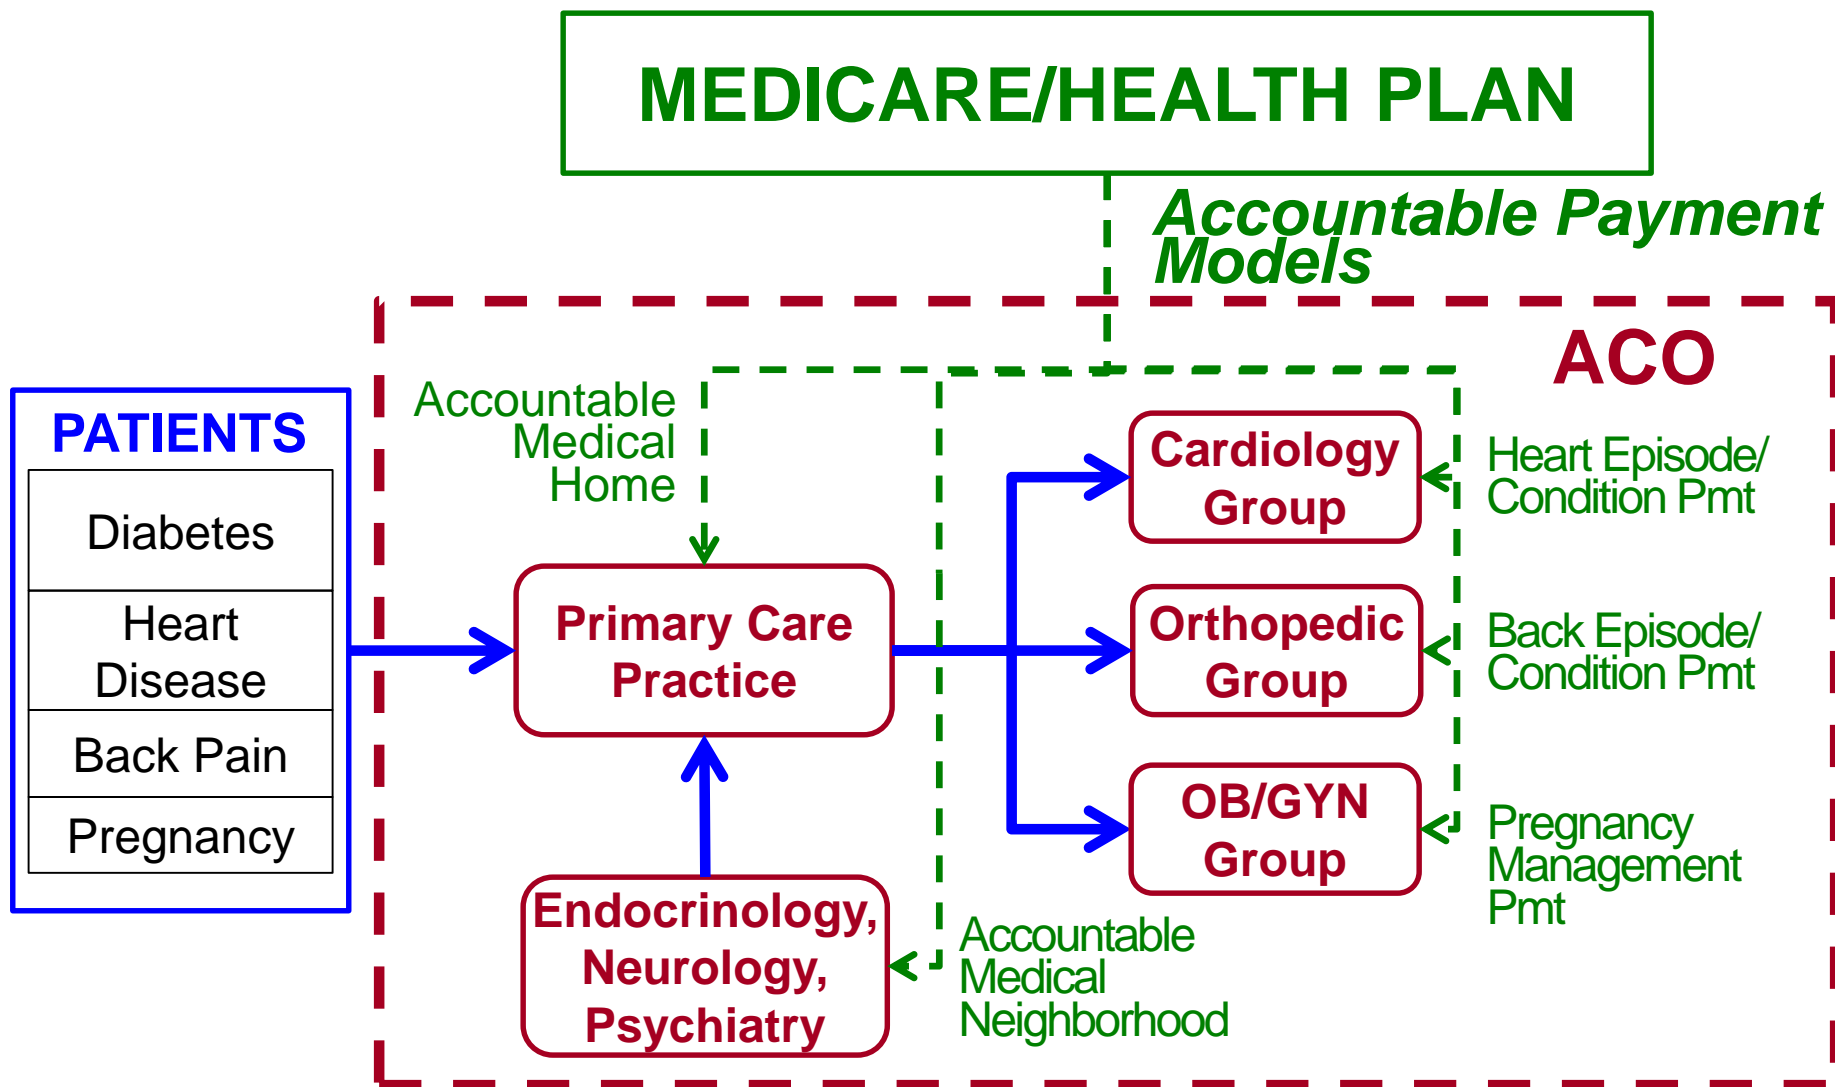 MEDICARE/HEALTH PLAN
Accountable Payment
Models
ACO
PATIENTS
Diabetes
Heart
Disease
Back Pain
Pregnancy
Accountable
Medical
Home
Primary Care
Practice
Endocrinology,
Neurology,
Psychiatry
Accountable
Medical
Neighborhood
Cardiology
Group
Heart Episode/
Condition Pmt
Orthopedic
Group
Back Episode/
Condition Pmt
OB/GYN
Group
Pregnancy
Management
Pmt